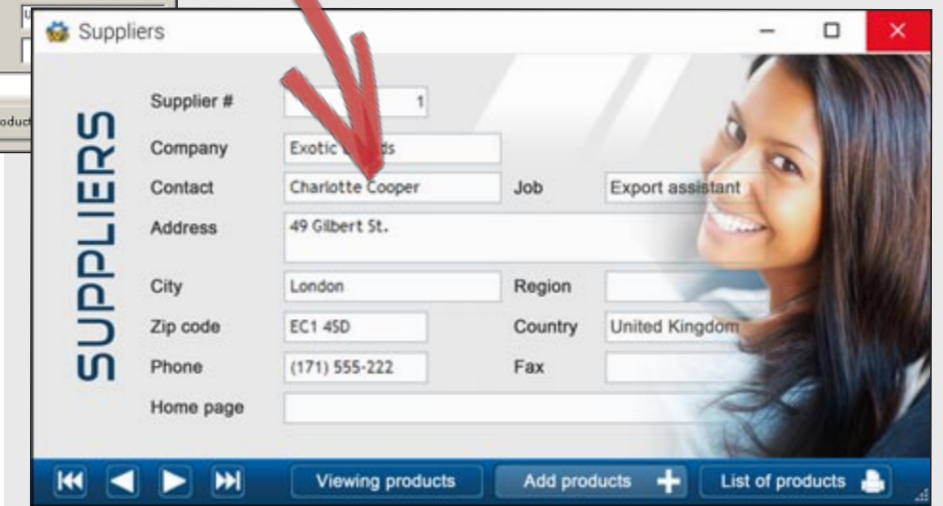 Suppliers
SUPPLIERS
Supplier # 1
Company Exotic
Contact Charlotte Cooper Job Export assistant
Address 49 Gilbert St.
City London Region
Zip code EC1 4SD Country United Kingdom
Phone (171) 555-222 Fax
Home page
Viewing products Add products List of products